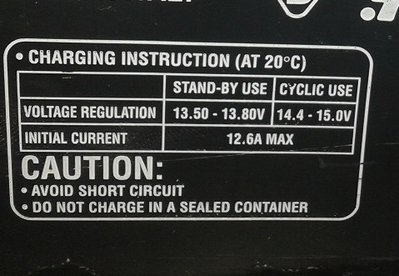 • CHARGING INSTRUCTION (AT 20°C)
STAND-BY USE CYCLIC USE
VOLTAGE REGULATION 13.50 - 13.80V 14.4 - 15.0V
INITIAL CURRENT 12.6A MAX
CAUTION:
• AVOID SHORT CIRCUIT
• DO NOT CHARGE IN A SEALED CONTAINER